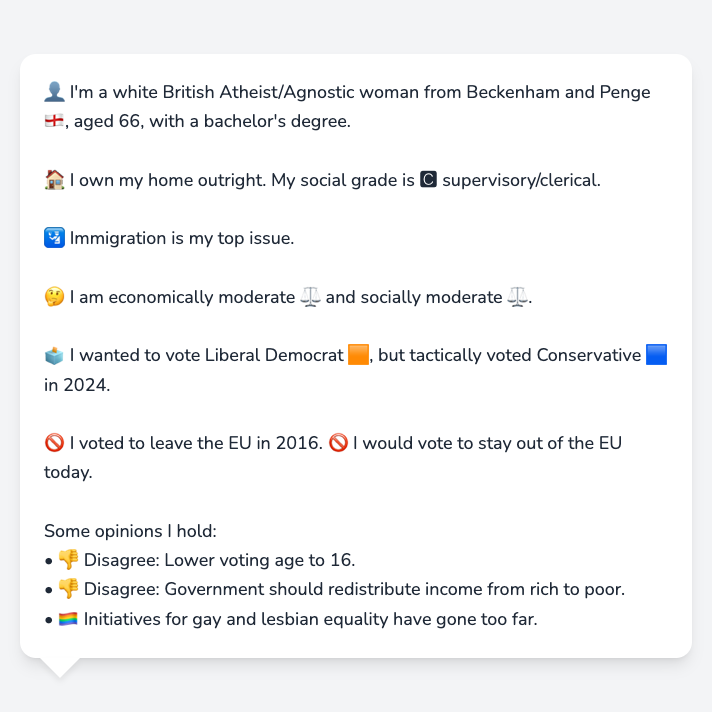 👤 I'm a white British Atheist/Agnostic woman from Beckenham and Penge
🏴󠁧󠁢󠁥󠁮󠁧󠁿, aged 66, with a bachelor's degree.
🏠 I own my home outright. My social grade is C supervisory/clerical.
🛂 Immigration is my top issue.
🤔 I am economically moderate ⚖️ and socially moderate ⚖️.
🗳️ I wanted to vote Liberal Democrat 🟧, but tactically voted Conservative 🟦
in 2024.
🚫 I voted to leave the EU in 2016. 🚫 I would vote to stay out of the EU
today.
Some opinions I hold:
• 👎 Disagree: Lower voting age to 16.
• 👎 Disagree: Government should redistribute income from rich to poor.
• 🏳️‍🌈 Initiatives for gay and lesbian equality have gone too far.